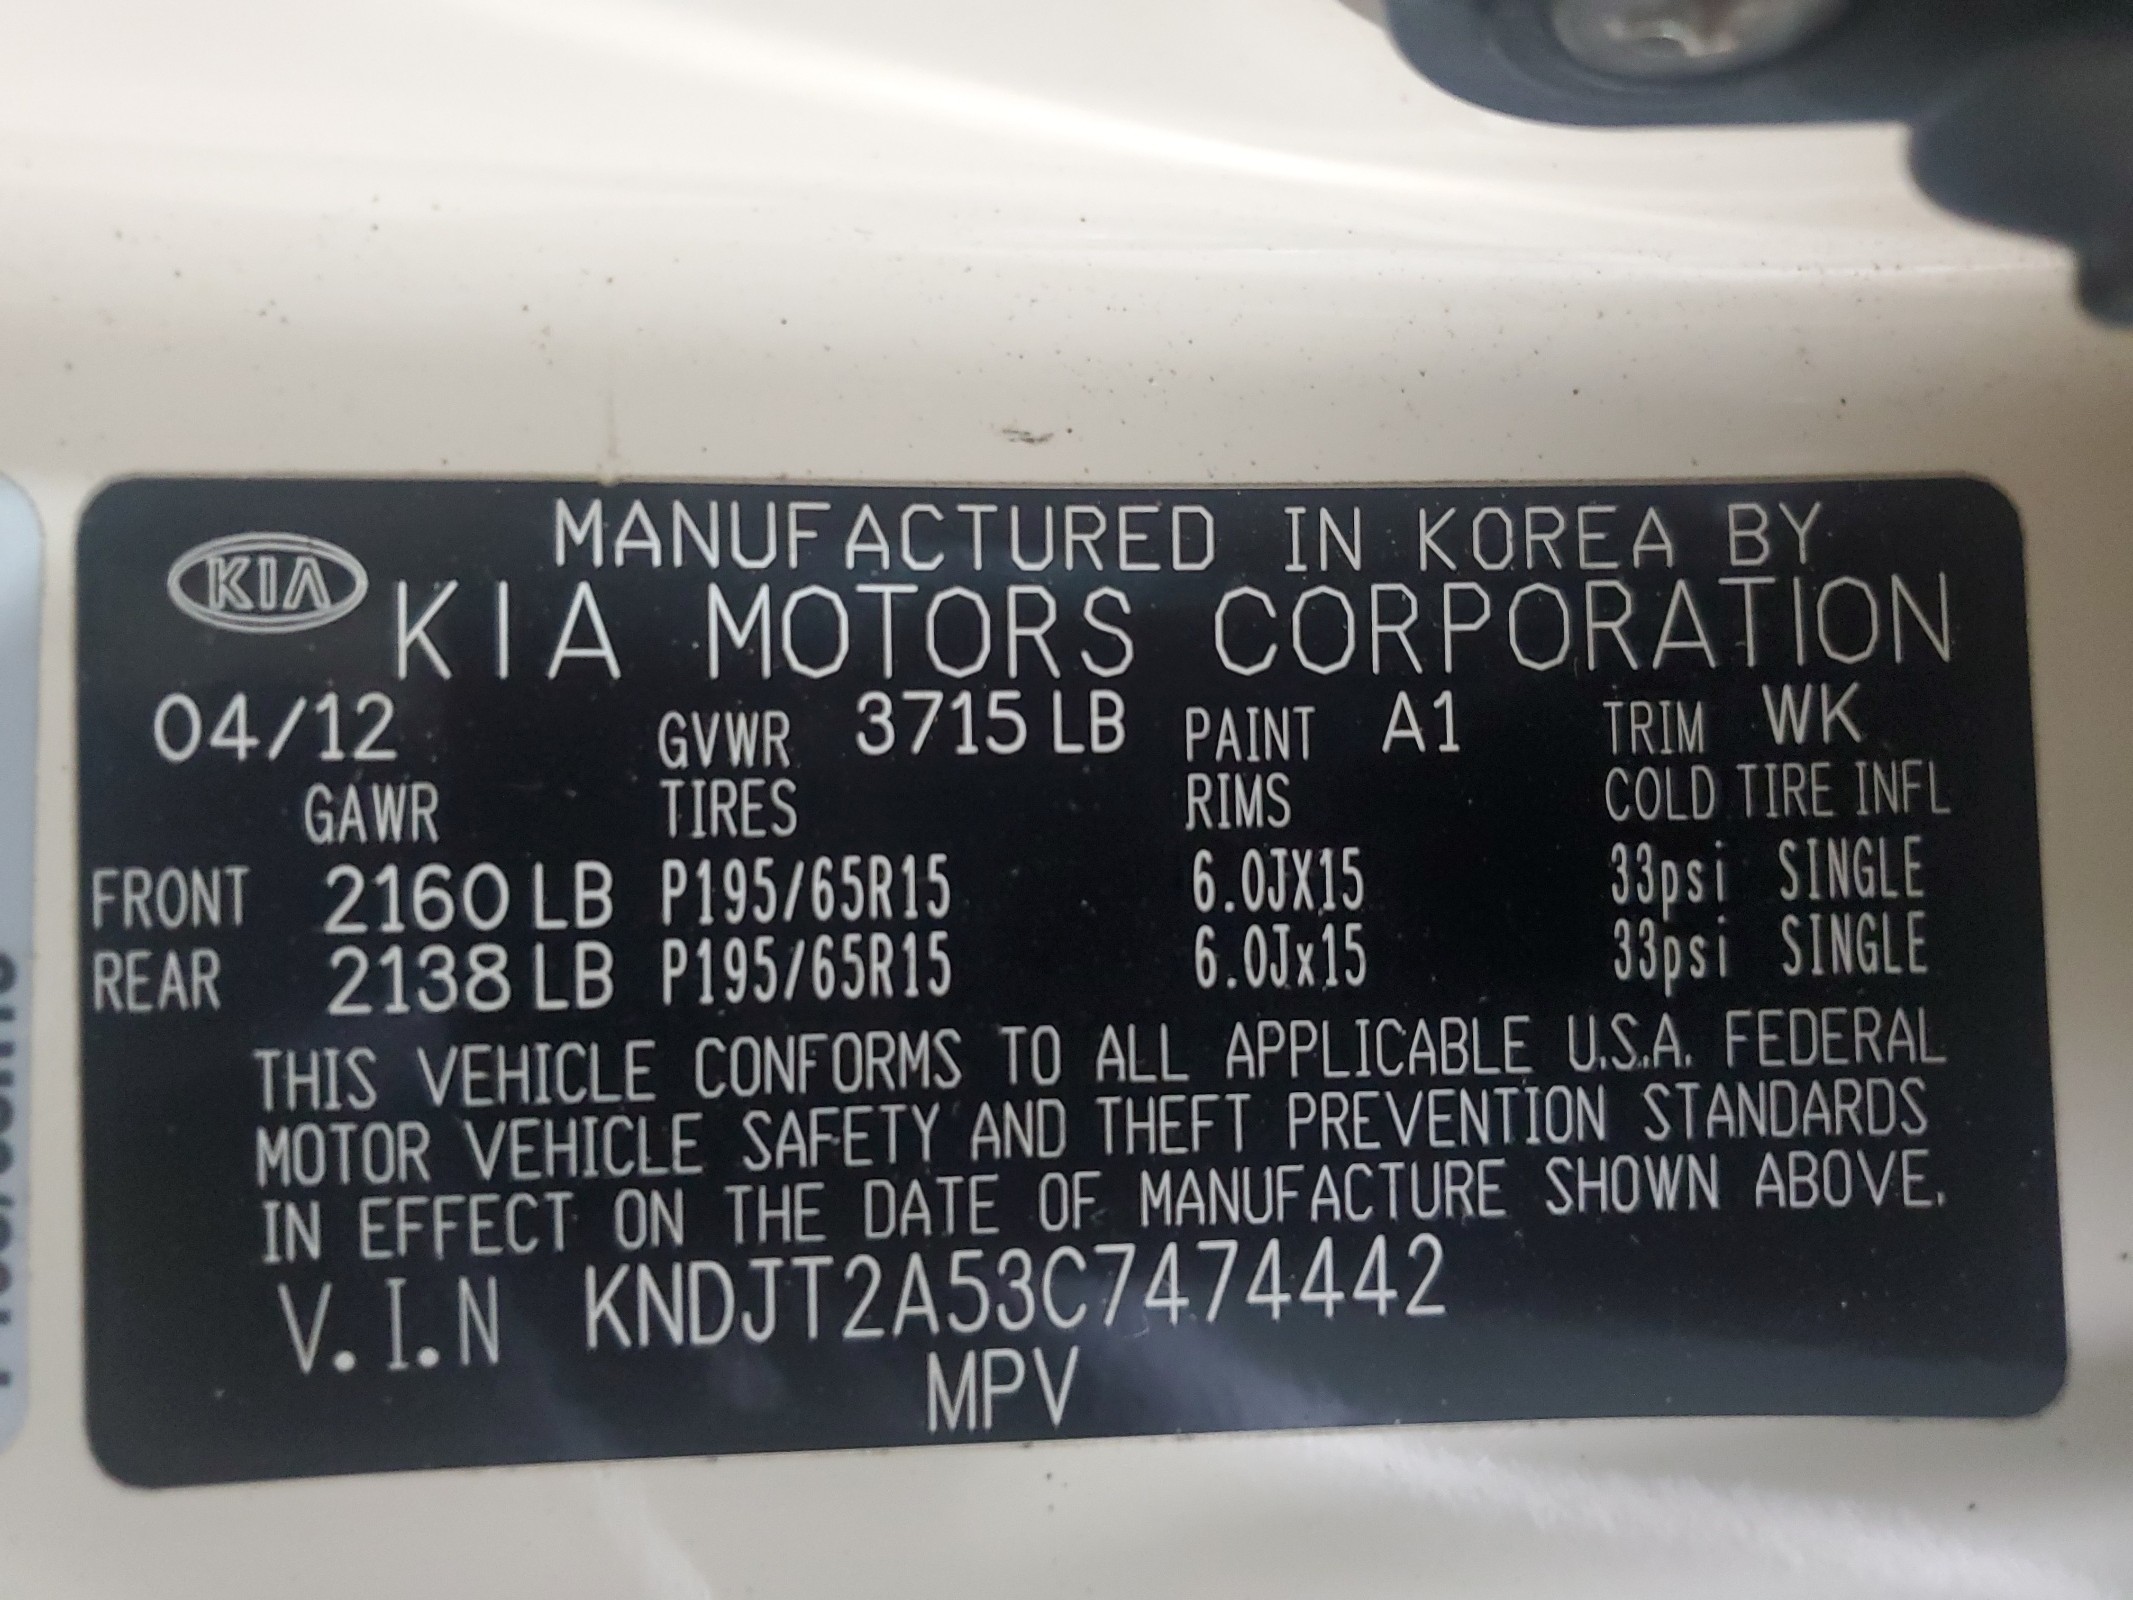 KIA
MANUFACTURED IN KOREA BY
KIA MOTORS CORPORATION
04/12 GVWR 3715 LB PAINT A1 TRIM WK
GAWR TIRES RIMS COLD TIRE INFL
FRONT 2160 LB P195/65R15 6.0JX15 33psi SINGLE
REAR 2138 LB P195/65R15 6.0Jx15 33psi SINGLE
THIS VEHICLE CONFORMS TO ALL APPLICABLE U.S.A. FEDERAL
MOTOR VEHICLE SAFETY AND THEFT PREVENTION STANDARDS
IN EFFECT ON THE DATE OF MANUFACTURE SHOWN ABOVE.
V.I.N KNDJT2A53C7474442
MPV